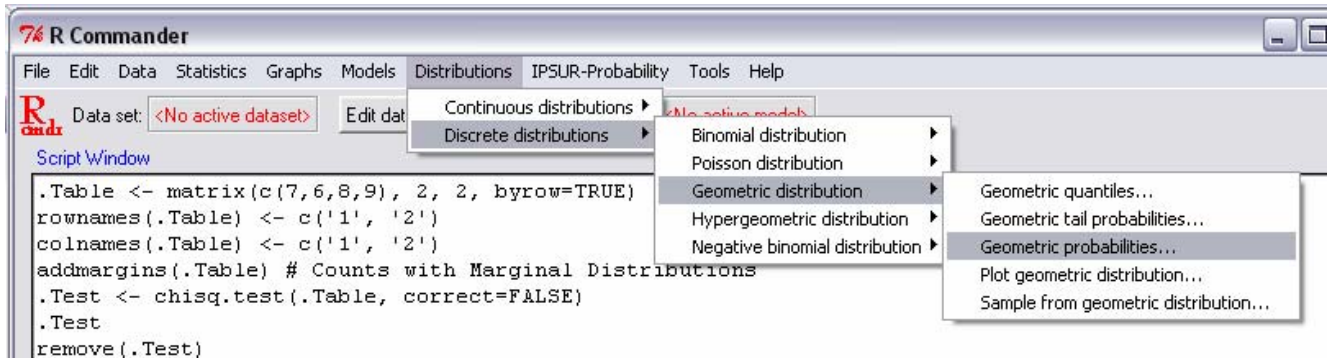 R Commander
File Edit Data Statistics Graphs Models Distributions IPSUR-Probability Tools Help
R cmdr Data set: <No active dataset> Edit dat <No active model>
Continuous distributions
Discrete distributions
Binomial distribution
Poisson distribution
Geometric distribution
Hypergeometric distribution
Negative binomial distribution
Geometric quantiles...
Geometric tail probabilities...
Geometric probabilities...
Plot geometric distribution...
Sample from geometric distribution...
Script Window
.Table <- matrix(c(7,6,8,9), 2, 2, byrow=TRUE)
rownames(.Table) <- c('1', '2')
colnames(.Table) <- c('1', '2')
addmargins(.Table) # Counts with Marginal Distributions
.Test <- chisq.test(.Table, correct=FALSE)
.Test
remove(.Test)